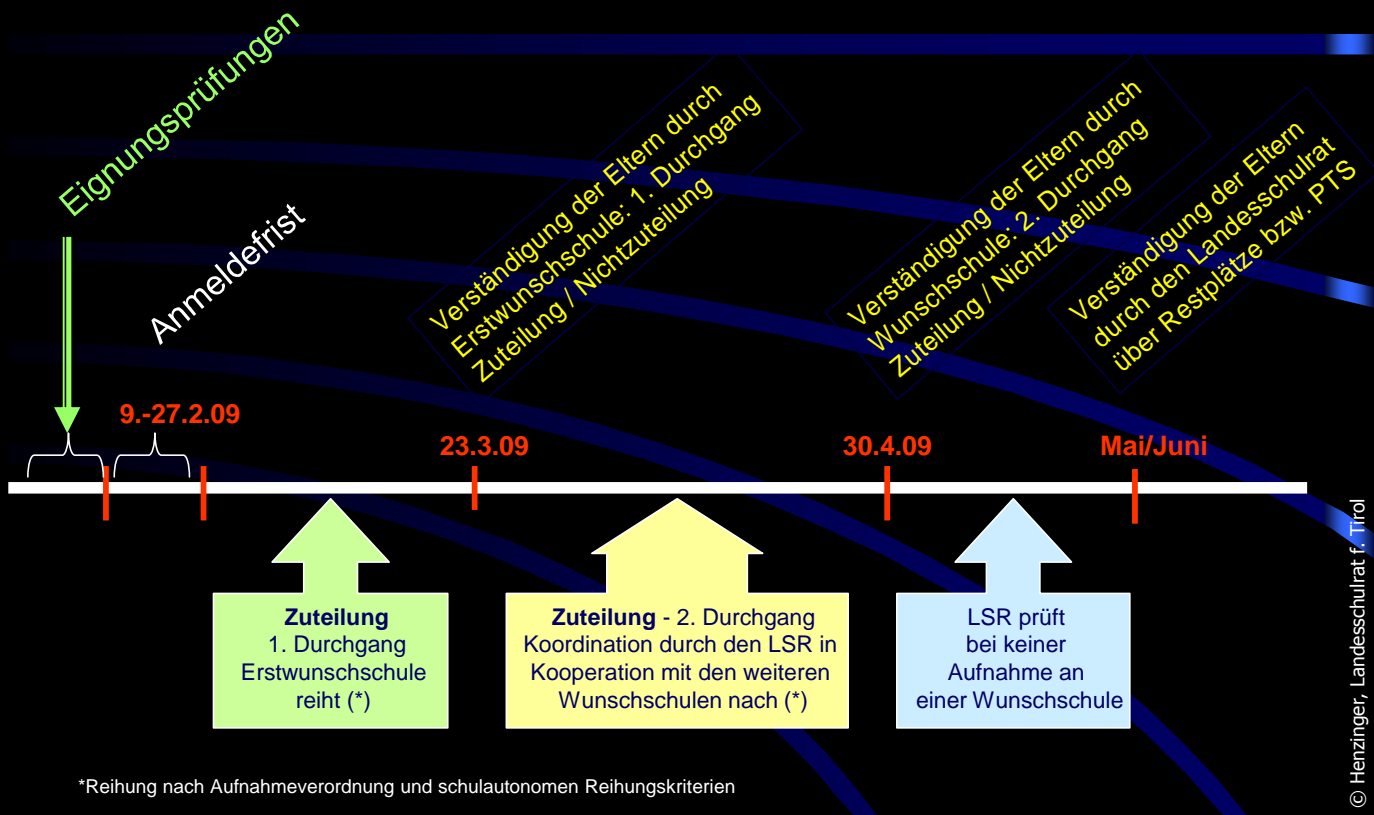 Eignungsprüfungen
Anmeldefrist
Verständigung der Eltern durch
Erstwunschschule: 1. Durchgang
Zuteilung / Nichtzuteilung
Verständigung der Eltern durch
Wunschschule: 2. Durchgang
Zuteilung / Nichtzuteilung
Verständigung der Eltern
durch den Landesschulrat
über Restplätze bzw. PTS
9.-27.2.09
23.3.09
30.4.09
Mai/Juni
Zuteilung
1. Durchgang
Erstwunschschule
reiht (*)
Zuteilung - 2. Durchgang
Koordination durch den LSR in
Kooperation mit den weiteren
Wunschschulen nach (*)
LSR prüft
bei keiner
Aufnahme an
einer Wunschschule
*Reihung nach Aufnahmeverordnung und schulautonomen Reihungskriterien
© Henzinger, Landesschulrat f. Tirol